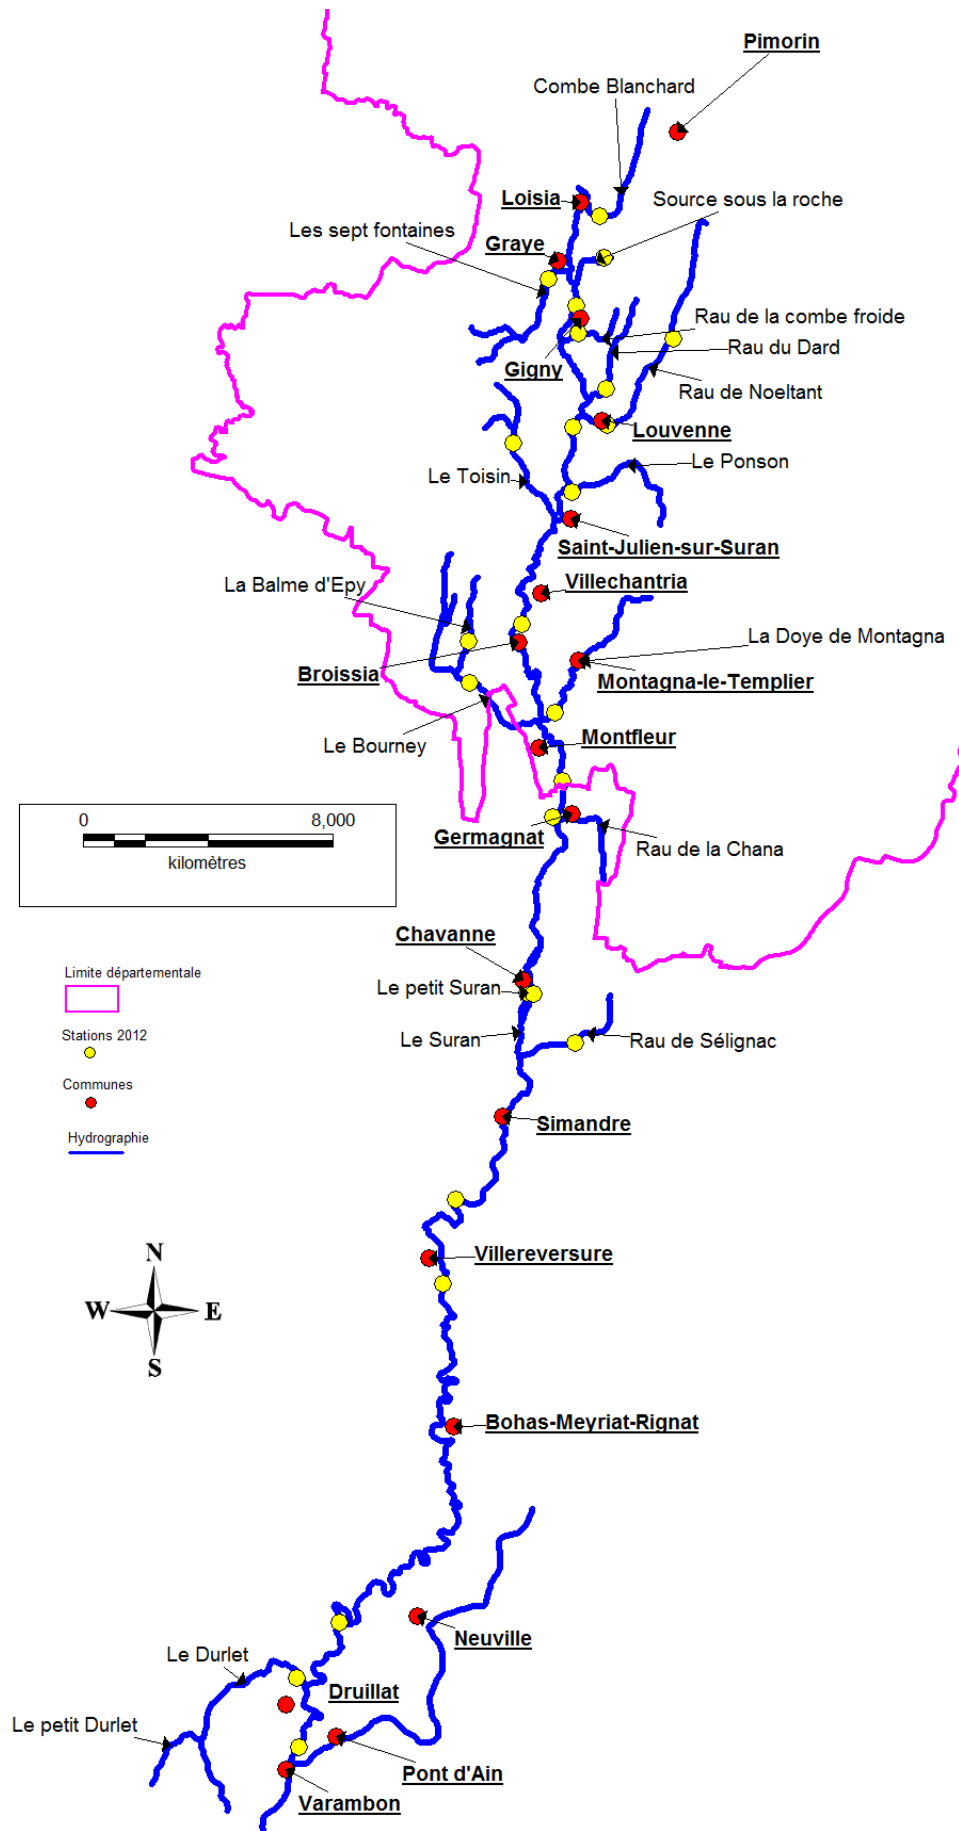 Pimorin
Combe Blanchard
Loisia
Source sous la roche
Les sept fontaines
Graye
Rau de la combe froide
Rau du Dard
Gigny
Rau de Noeltant
Louvenne
Le Ponson
Le Toisin
Saint-Julien-sur-Suran
Villechantria
La Balme d'Epy
La Doye de Montagna
Broissia
Montagna-le-Templier
Le Bourney
Montfleur
0 8,000
kilomètres
Germagnat
Rau de la Chana
Chavanne
Limite départementale
Le petit Suran
Stations 2012
Le Suran
Rau de Sélignac
Communes
Simandre
Hydrographie
Villereversure
N
W E
S
Bohas-Meyriat-Rignat
Neuville
Le Durlet
Druillat
Le petit Durlet
Pont d'Ain
Varambon